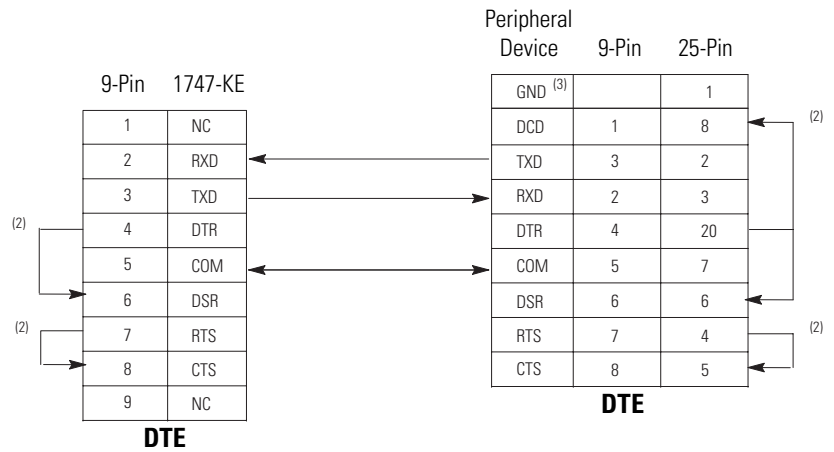 9-Pin 1747-KE
1 NC
2 RXD
3 TXD
4 DTR
5 COM
6 DSR
7 RTS
8 CTS
9 NC
DTE
(2)
(2)
Peripheral
Device 9-Pin 25-Pin
GND (3) 1
DCD 1 8
TXD 3 2
RXD 2 3
DTR 4 20
COM 5 7
DSR 6 6
RTS 7 4
CTS 8 5
DTE
(2)
(2)